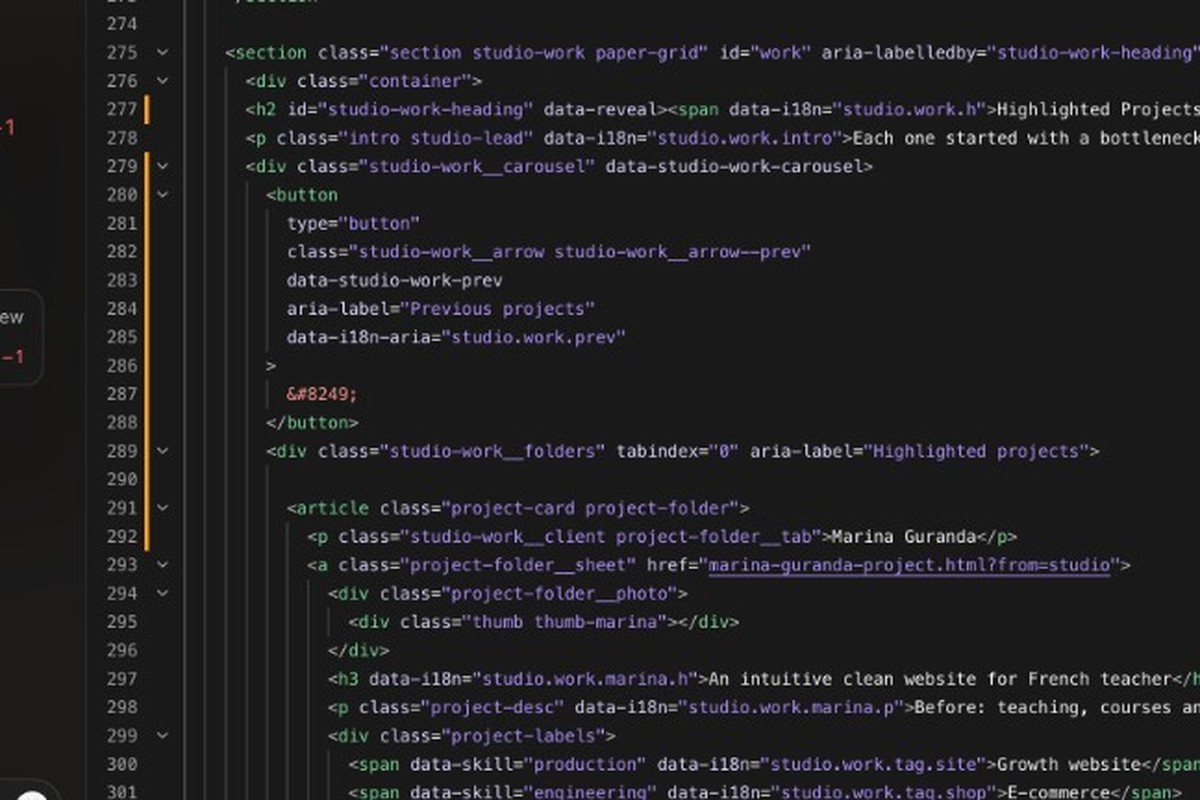 274
275 <section class="section studio-work paper-grid" id="work" aria-labelledby="studio-work-heading"
276 <div class="container">
277 <h2 id="studio-work-heading" data-reveal><span data-i18n="studio.work.h">Highlighted Projects
-1
278 <p class="intro studio-lead" data-i18n="studio.work.intro">Each one started with a bottleneck
279 <div class="studio-work__carousel" data-studio-work-carousel>
280 <button
281 type="button"
282 class="studio-work__arrow studio-work__arrow--prev"
283 data-studio-work-prev
284 aria-label="Previous projects"
ew
285 data-i18n-aria="studio.work.prev"
-1
286 >
287 &#8249;
288 </button>
289 <div class="studio-work__folders" tabindex="0" aria-label="Highlighted projects">
290
291 <article class="project-card project-folder">
292 <p class="studio-work__client project-folder__tab">Marina Guranda</p>
293 <a class="project-folder__sheet" href="marina-guranda-project.html?from=studio">
294 <div class="project-folder__photo">
295 <div class="thumb thumb-marina"></div>
296 </div>
297 <h3 data-i18n="studio.work.marina.h">An intuitive clean website for French teacher</h
298 <p class="project-desc" data-i18n="studio.work.marina.p">Before: teaching, courses an
299 <div class="project-labels">
300 <span data-skill="production" data-i18n="studio.work.tag.site">Growth website</span
301 <span data-skill="engineering" data-i18n="studio.work.tag.shop">E-commerce</span>